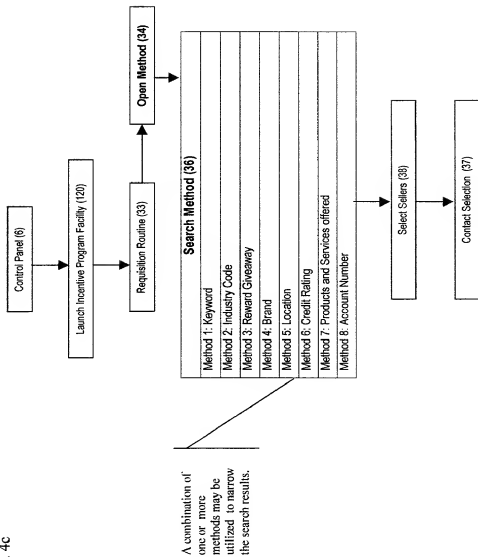 . 4c
Control Panel (6)
Launch Incentive Program Facility (120)
Requisition Routine (33)
Open Method (34)
Search Method (36)
Method 1: Keyword
Method 2: Industry Code
Method 3: Reward Giveaway
Method 4: Brand
Method 5: Location
Method 6: Credit Rating
Method 7: Products and Services offered
Method 8: Account Number
A combination of
one or more
methods may be
utilized to narrow
the search results.
Select Sellers (38)
Contact Selection (37)